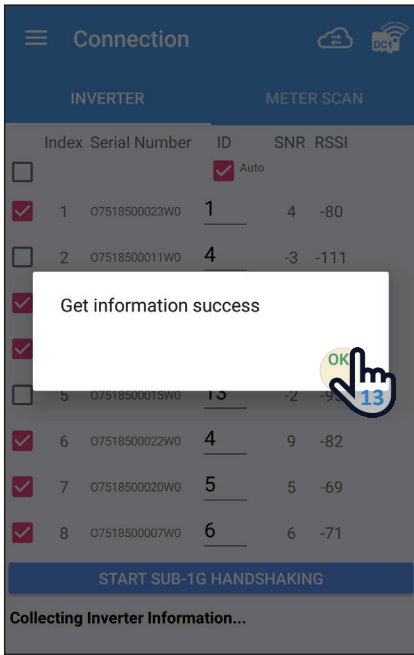 Connection
DC1
INVERTER METER SCAN
Index Serial Number ID SNR RSSI
Auto
1 O7518500023W0 1 4 -80
2 O7518500011W0 4 -3 -111
Get information success
OK
13
5 O7518500015W0 13 -2
6 O7518500022W0 4 9 -82
7 O7518500020W0 5 5 -69
8 O7518500007W0 6 6 -71
START SUB-1G HANDSHAKING
Collecting Inverter Information...